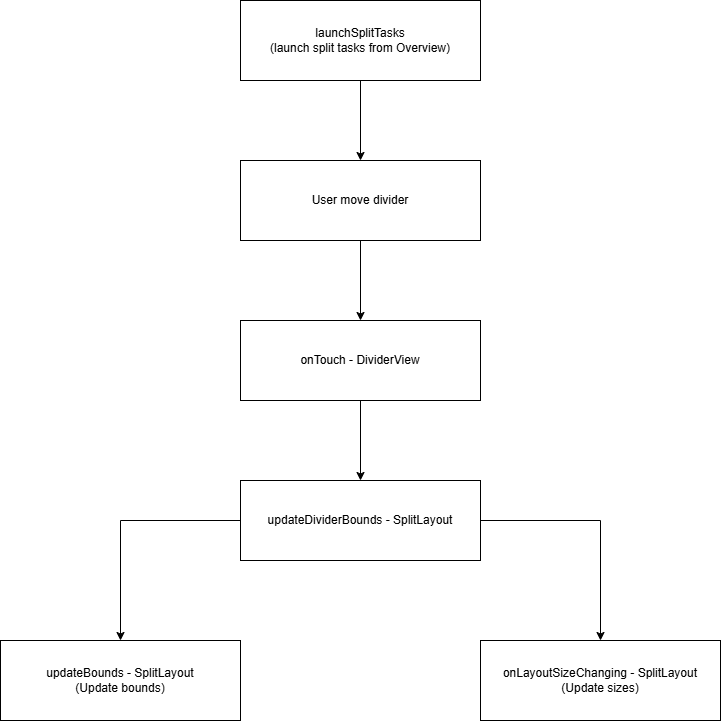 launchSplitTasks
(launch split tasks from Overview)
User move divider
onTouch - DividerView
updateDividerBounds - SplitLayout
updateBounds - SplitLayout
(Update bounds)
onLayoutSizeChanging - SplitLayout
(Update sizes)